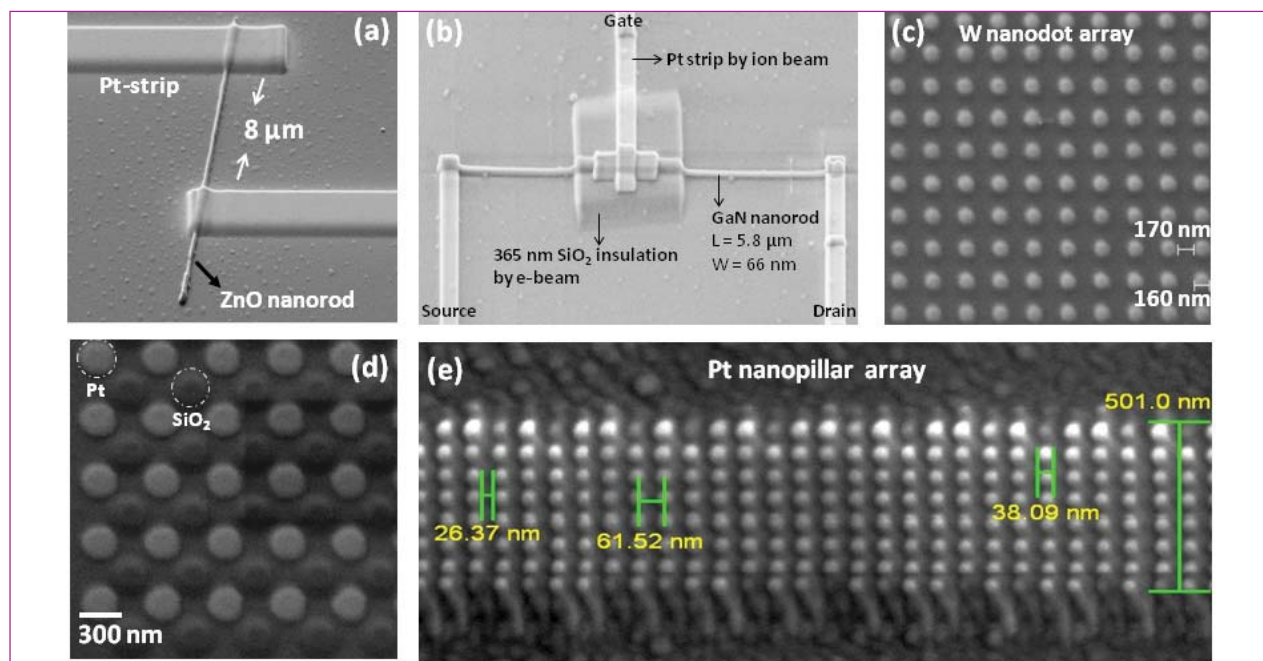 (a)
Pt-strip
8 µm
ZnO nanorod
(b)
Gate
Pt strip by ion beam
GaN nanorod
L = 5.8 µm
W = 66 nm
365 nm SiO₂ insulation
by e-beam
Source
Drain
(c)
W nanodot array
170 nm
160 nm
(d)
Pt
SiO₂
300 nm
(e)
Pt nanopillar array
501.0 nm
26.37 nm
61.52 nm
38.09 nm